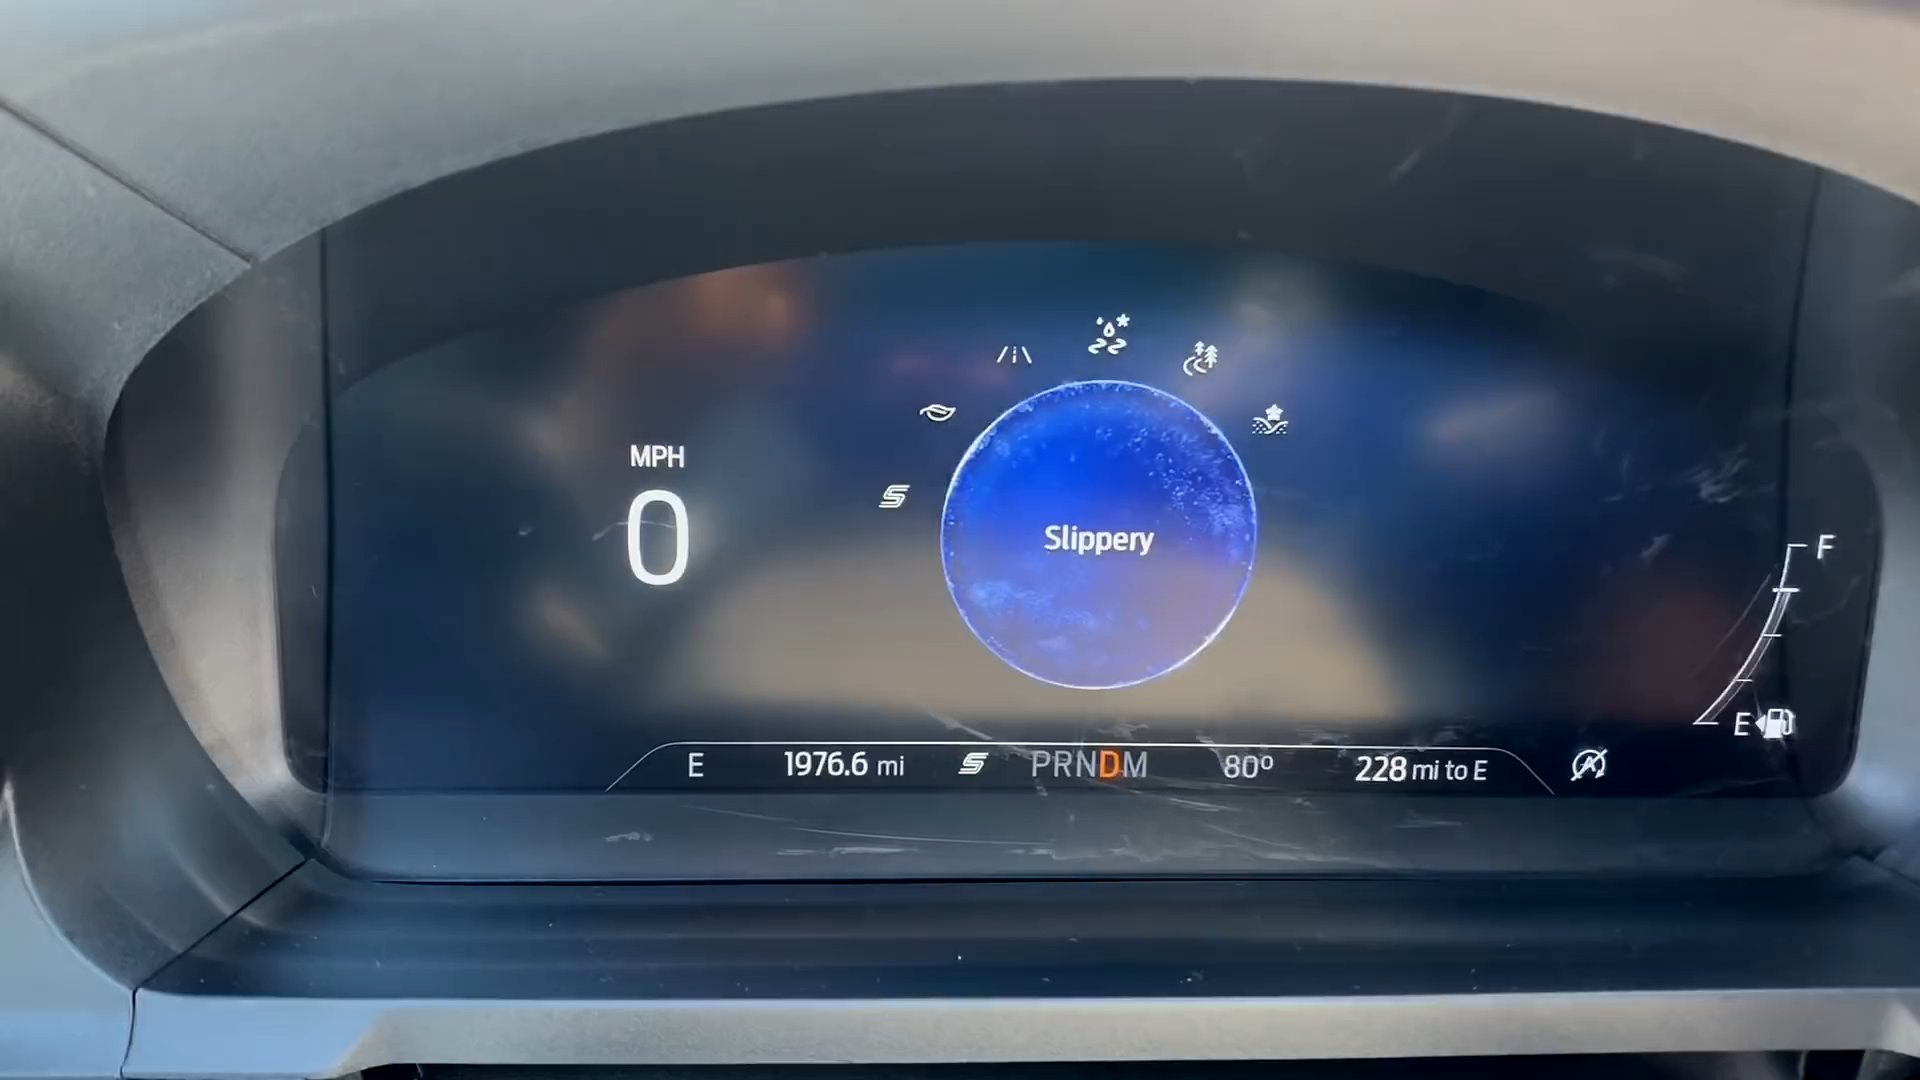 MPH
0
Slippery
F
E
E 1976.6 mi S PRNDM 80º 228 mi to E